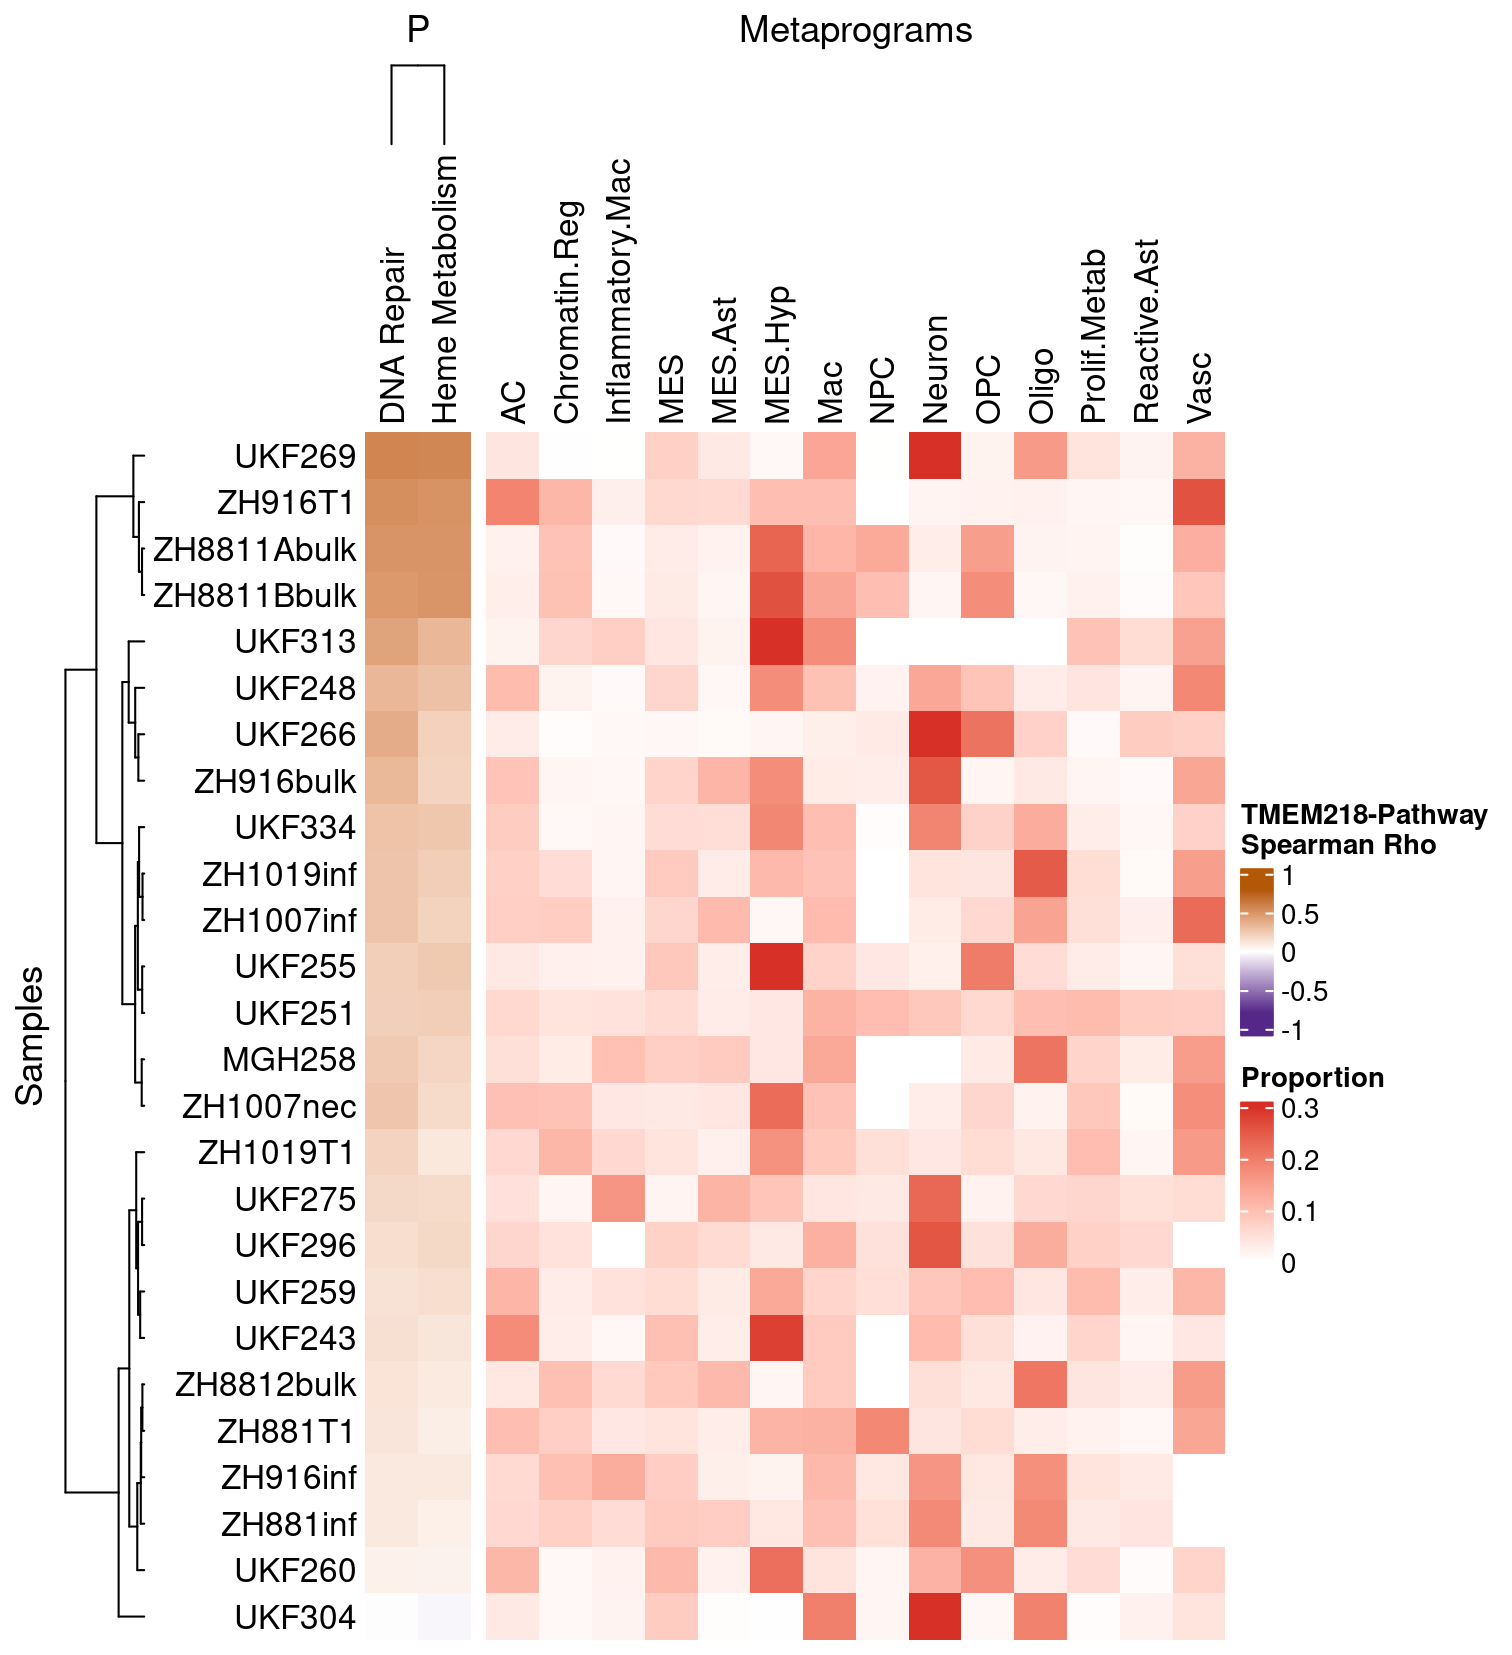 P
Metaprograms
DNA Repair
Heme Metabolism
AC
Chromatin.Reg
Inflammatory.Mac
MES
MES.Ast
MES.Hyp
Mac
NPC
Neuron
OPC
Oligo
Prolif.Metab
Reactive.Ast
Vasc
Samples
UKF269
ZH916T1
ZH8811Abulk
ZH8811Bbulk
UKF313
UKF248
UKF266
ZH916bulk
UKF334
ZH1019inf
ZH1007inf
UKF255
UKF251
MGH258
ZH1007nec
ZH1019T1
UKF275
UKF296
UKF259
UKF243
ZH8812bulk
ZH881T1
ZH916inf
ZH881inf
UKF260
UKF304
TMEM218-Pathway
Spearman Rho
1
0.5
0
-0.5
-1
Proportion
0.3
0.2
0.1
0